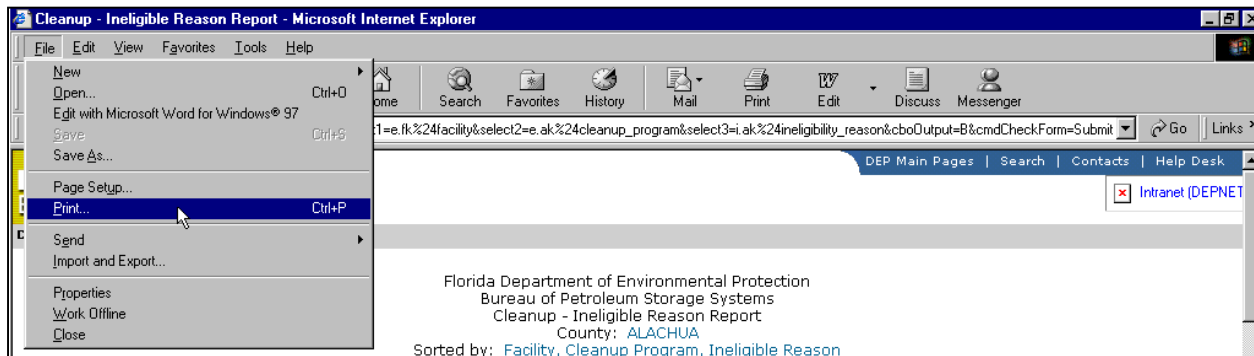 Cleanup - Ineligible Reason Report - Microsoft Internet Explorer
File Edit View Favorites Tools Help
New
Open... Ctrl+O
Edit with Microsoft Word for Windows® 97
Save Ctrl+S
Save As...
Page Setup...
Print... Ctrl+P
Send
Import and Export...
Properties
Work Offline
Close
ome Search Favorites History Mail Print Edit Discuss Messenger
1=e.fk%24facility&select2=e.ak%24cleanup_program&select3=i.ak%24ineligibility_reason&cboOutput=B&cmdCheckForm=Submit Go Links
DEP Main Pages | Search | Contacts | Help Desk
Intranet (DEPNET
Florida Department of Environmental Protection
Bureau of Petroleum Storage Systems
Cleanup - Ineligible Reason Report
County: ALACHUA
Sorted by: Facility, Cleanup Program, Ineligible Reason